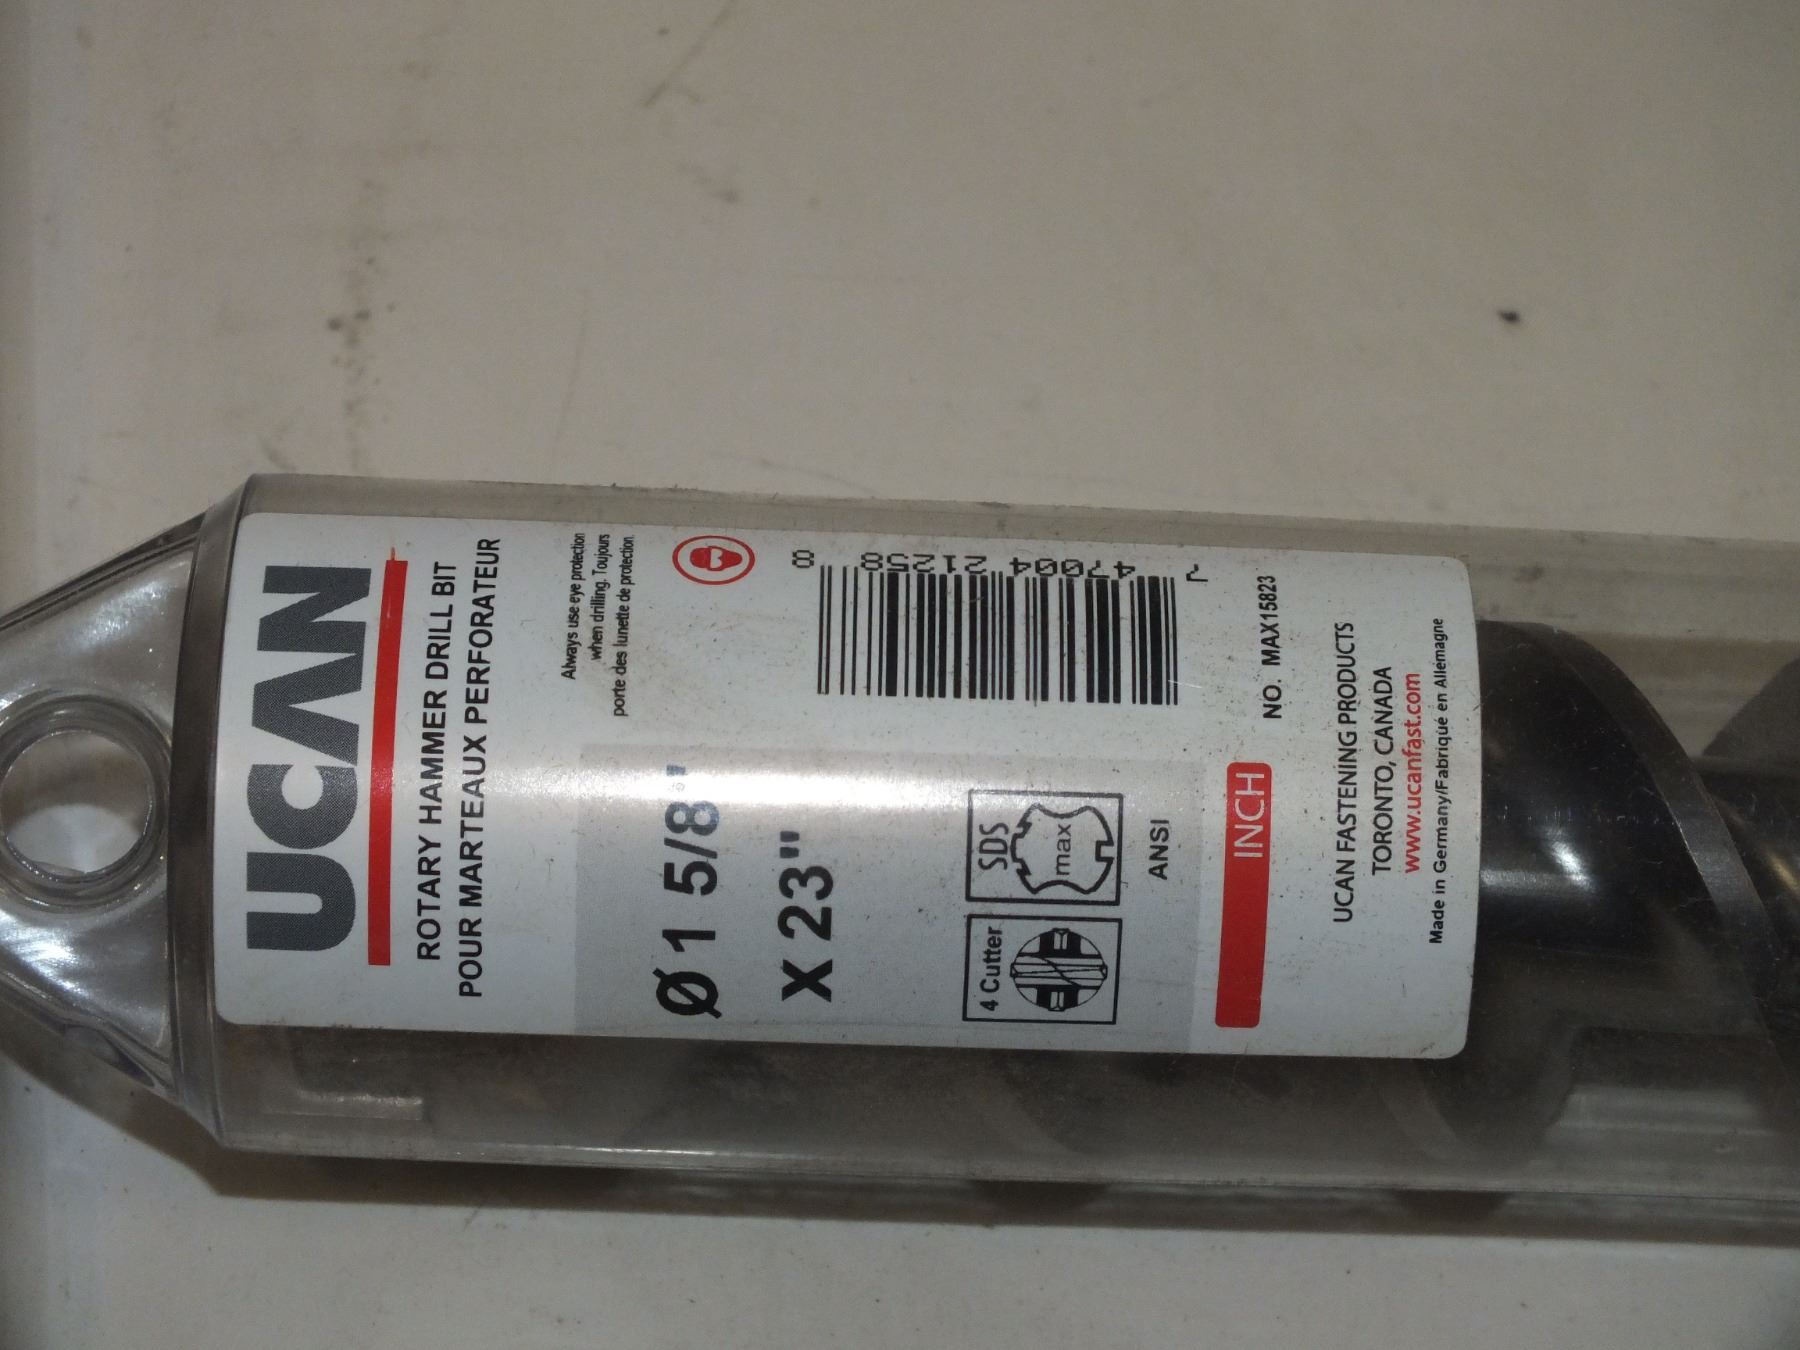 UCAN
ROTARY HAMMER DRILL BIT
POUR MARTEAUX PERFORATEUR
Always use eye protection
when drilling. Toujours
porte des lunette de protection.
Ø 1 5/8"
X 23"
4 Cutter
SDS
max
ANSI
7 47004 21258 8
INCH
NO. MAX15823
UCAN FASTENING PRODUCTS
TORONTO, CANADA
www.ucanfast.com
Made in Germany/Fabriqué en Allemagne